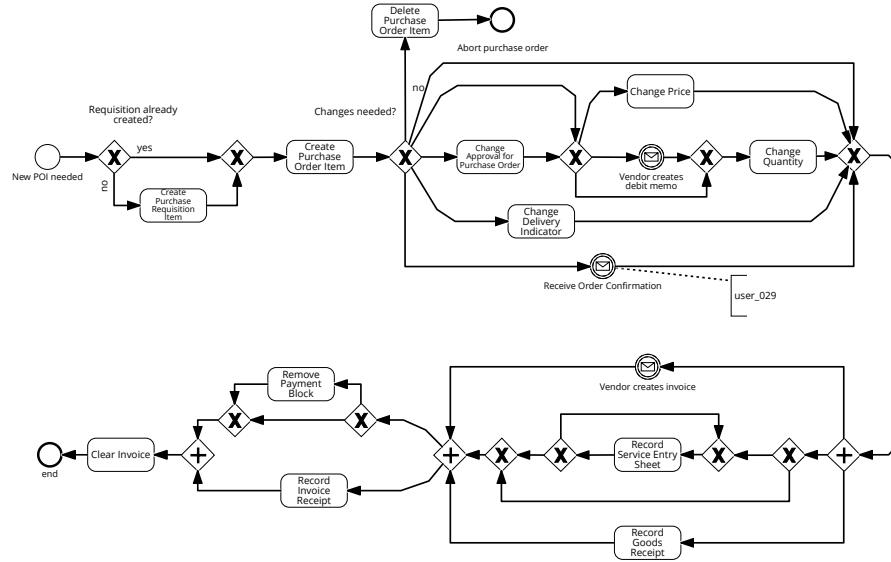 Delete
Purchase
Order Item
Abort purchase order
no
Change Price
Requisition already
created?
Changes needed?
yes
Create
Purchase
Order Item
Change
Approval for
Purchase Order
Change
Quantity
New POI needed
Vendor creates
debit memo
no
Create
Purchase
Requisition
Item
Change
Delivery
Indicator
Receive Order Confirmation
user_029
Remove
Payment
Block
Vendor creates invoice
Clear Invoice
Record
Service Entry
Sheet
end
Record
Invoice
Receipt
Record
Goods
Receipt